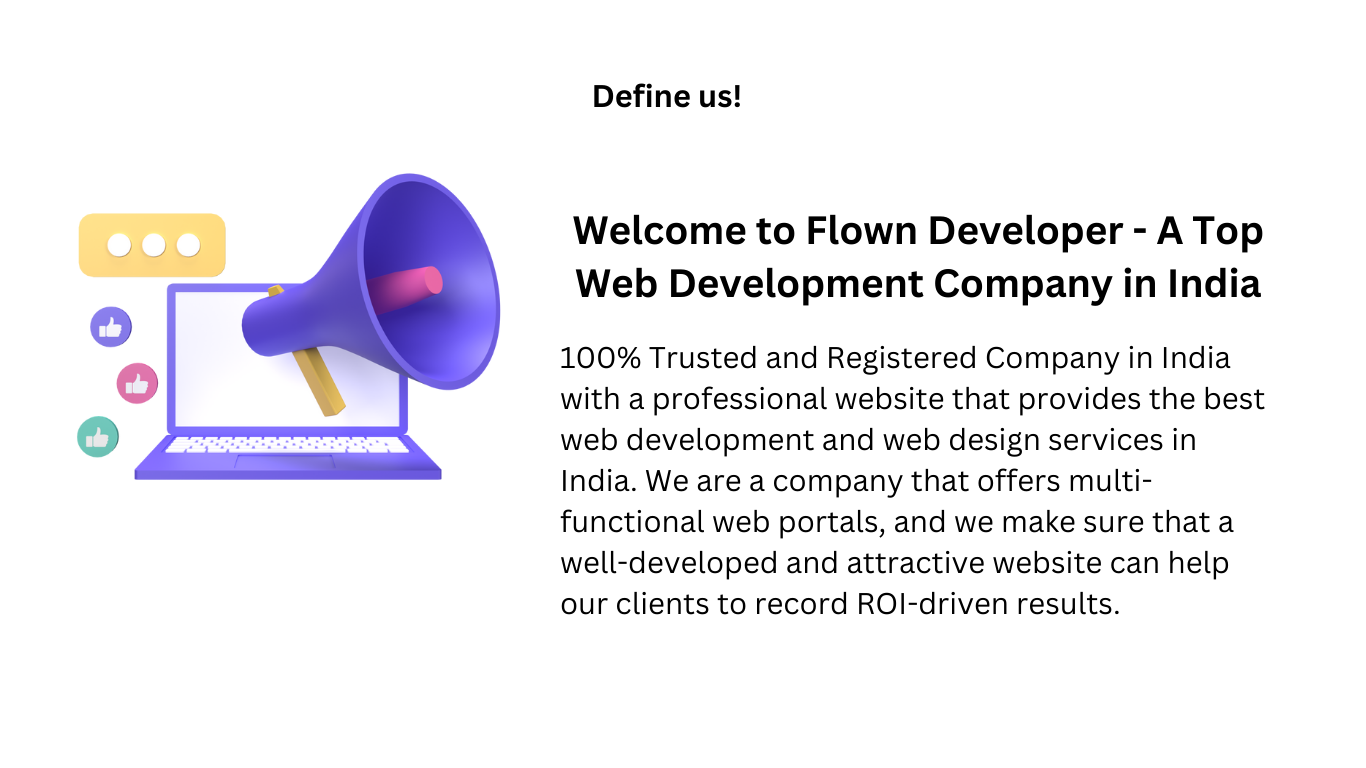 Define us!
Welcome to Flown Developer - A Top
Web Development Company in India
100% Trusted and Registered Company in India
with a professional website that provides the best
web development and web design services in
India. We are a company that offers multi-
functional web portals, and we make sure that a
well-developed and attractive website can help
our clients to record ROI-driven results.